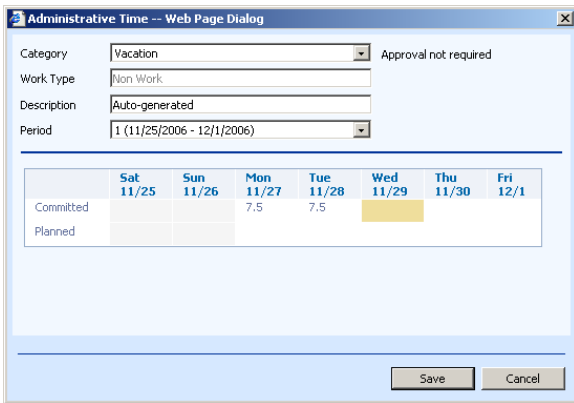 Administrative Time -- Web Page Dialog
Category Vacation Approval not required
Work Type Non Work
Description Auto-generated
Period 1 (11/25/2006 - 12/1/2006)
Sat Sun Mon Tue Wed Thu Fri
11/25 11/26 11/27 11/28 11/29 11/30 12/1
Committed 7.5 7.5
Planned
Save Cancel